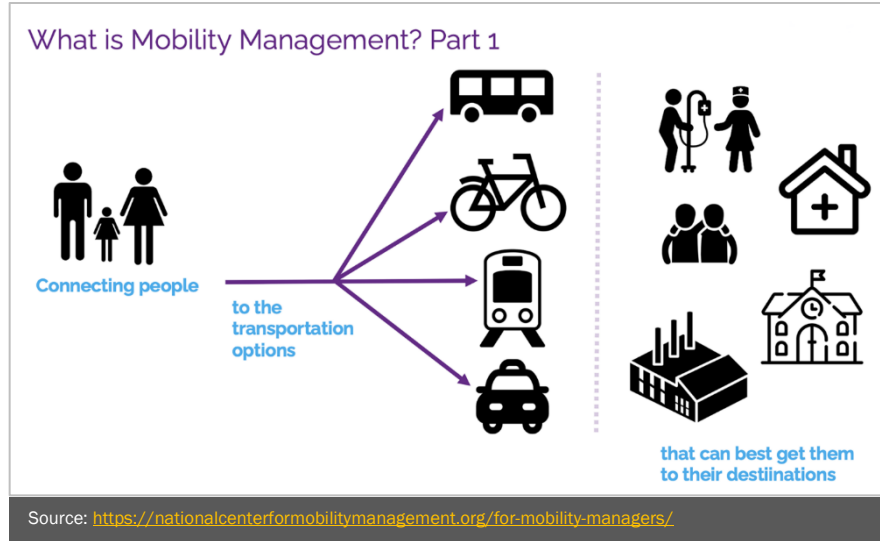 What is Mobility Management? Part 1
Connecting people
to the
transportation
options
that can best get them
to their destiinations
Source: https://nationalcenterformobilitymanagement.org/for-mobility-managers/